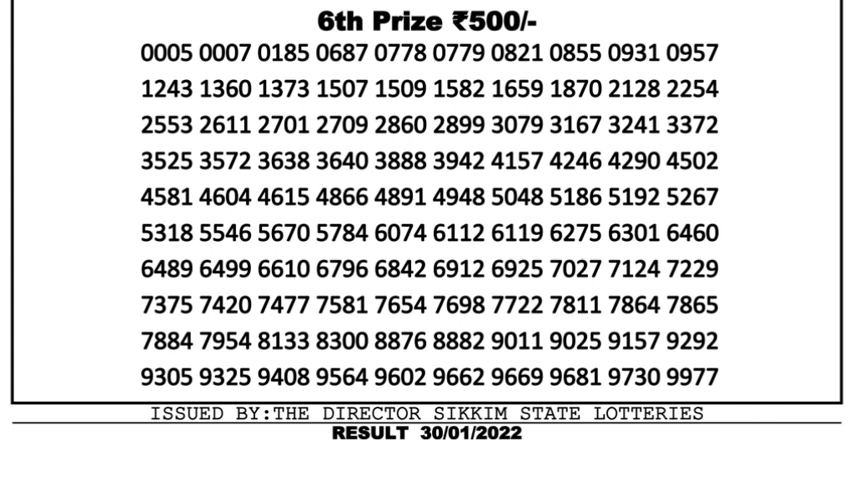 6th Prize ₹500/-
0005 0007 0185 0687 0778 0779 0821 0855 0931 0957
1243 1360 1373 1507 1509 1582 1659 1870 2128 2254
2553 2611 2701 2709 2860 2899 3079 3167 3241 3372
3525 3572 3638 3640 3888 3942 4157 4246 4290 4502
4581 4604 4615 4866 4891 4948 5048 5186 5192 5267
5318 5546 5670 5784 6074 6112 6119 6275 6301 6460
6489 6499 6610 6796 6842 6912 6925 7027 7124 7229
7375 7420 7477 7581 7654 7698 7722 7811 7864 7865
7884 7954 8133 8300 8876 8882 9011 9025 9157 9292
9305 9325 9408 9564 9602 9662 9669 9681 9730 9977
ISSUED BY:THE DIRECTOR SIKKIM STATE LOTTERIES
RESULT 30/01/2022